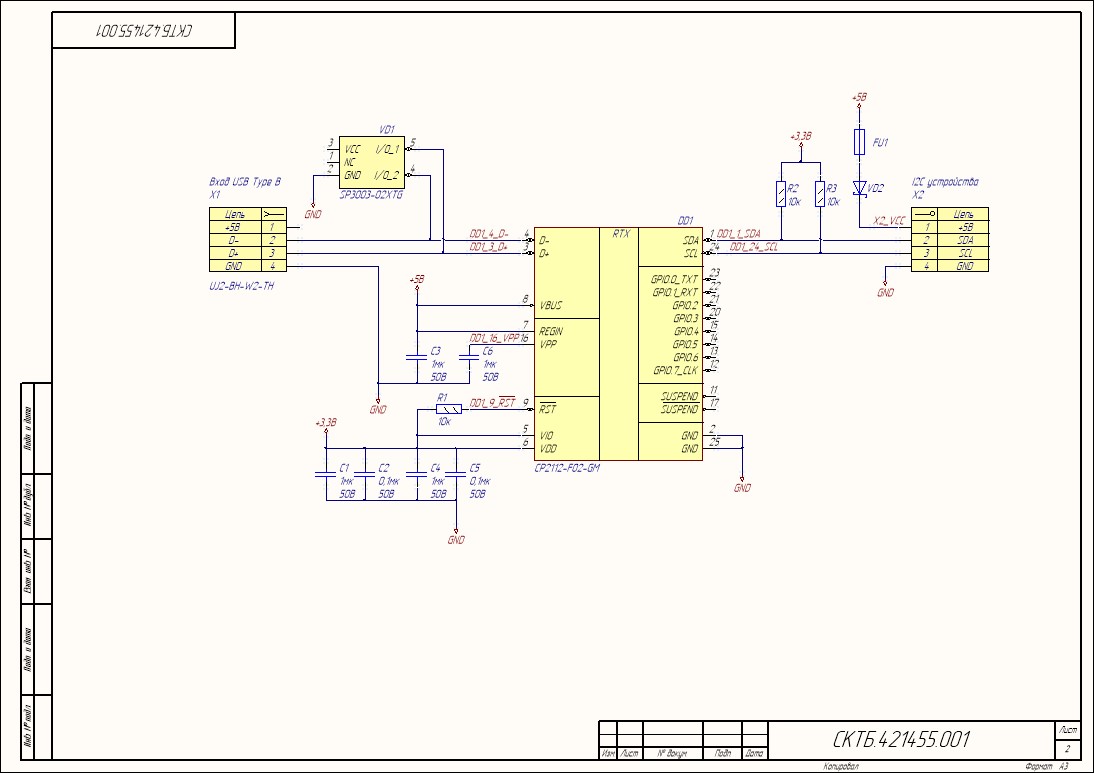 СКТБ.421455.001
+5В
FU1
VD2
+3,3В
R2
10к
R3
10к
I2C устройства
X2
X2_VCC
Цепь
1 +5В
2 SDA
3 SCL
4 GND
GND
VD1
3 VCC I/O_1 5
1 NC
2 GND I/O_2 4
SP3003-02XTG
GND
Вход USB Type B
X1
Цепь
+5В 1
D- 2
D+ 3
GND 4
UJ2-BH-W2-TH
DD1
RTX
DD1_4_D- 4 D-
DD1_3_D+ 3 D+
SDA 1 DD1_1_SDA
SCL 24 DD1_24_SCL
+5В
8 VBUS
7 REGIN
DD1_16_VPP 16 VPP
GPIO.0_TXT 23
GPIO.1_RXT 22
GPIO.2 21
GPIO.3 20
GPIO.4 15
GPIO.5 14
GPIO.6 13
GPIO.7_CLK 12
C3
1мк
50В
C6
1мк
50В
GND
R1
10к
DD1_9_RST 9 RST
SUSPEND 11
SUSPEND 17
+3,3В
5 VIO
6 VDD
GND 2
GND 25
CP2112-F02-GM
GND
C1
1мк
50В
C2
0,1мк
50В
C4
1мк
50В
C5
0,1мк
50В
GND
Подп и дата
Инв № дубл
Взам инв №
Подп и дата
Инв № подл
Изм Лист № докум Подп Дата
СКТБ.421455.001
Лист
2
Копировал
Формат А3